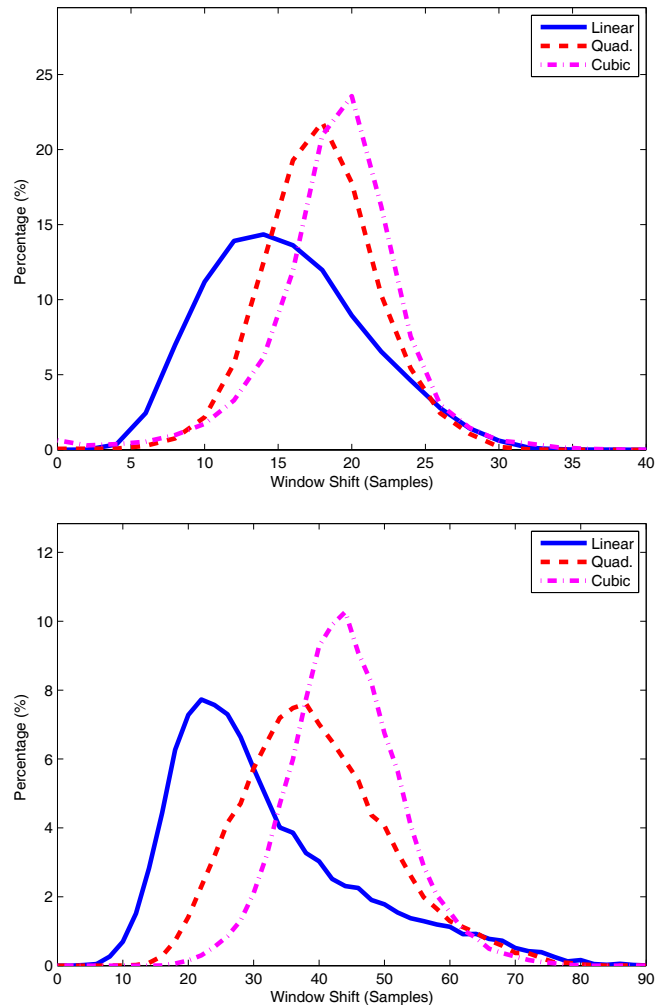 Linear
Quad.
Cubic
25
20
15
10
5
0
Percentage (%)
0 5 10 15 20 25 30 35 40
Window Shift (Samples)
Linear
Quad.
Cubic
12
10
8
6
4
2
0
Percentage (%)
0 10 20 30 40 50 60 70 80 90
Window Shift (Samples)